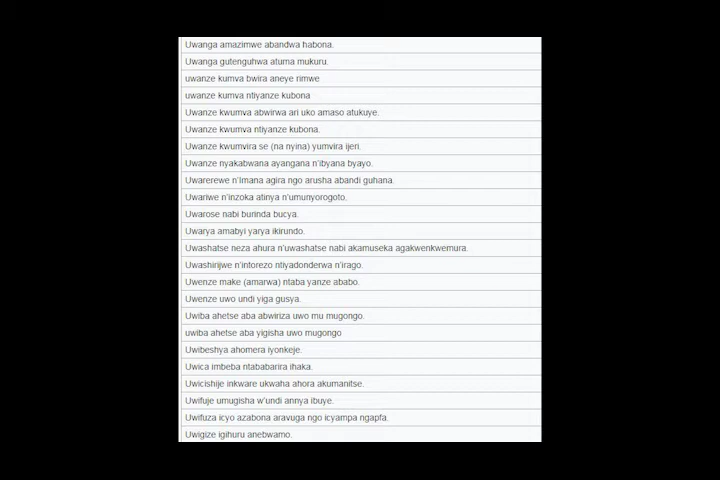 Uwanga amazimwe abandwa habona.
Uwanga gutenguhwa atuma mukuru.
uwanze kumva bwira aneye rimwe
uwanze kumva ntiyanze kubona
Uwanze kwumva abwirwa ari uko amaso atukuye.
Uwanze kwumva ntiyanze kubona.
Uwanze kwumvira se (na nyina) yumvira ijeri.
Uwanze nyakabwana ayangana n'ibyana byayo.
Uwarerewe n'Imana agira ngo arusha abandi guhana.
Uwariwe n'inzoka atinya n'umunyorogoto.
Uwarose nabi burinda bucya.
Uwarya amabyi yarya ikirundo.
Uwashatse neza ahura n'uwashatse nabi akamuseka agakwenkwemura.
Uwashirijwe n'intorezo ntiyadonderwa n'irago.
Uwenze make (amarwa) ntaba yanze ababo.
Uwenze uwo undi yiga gusya.
Uwiba ahetse aba abwiriza uwo mu mugongo.
uwiba ahetse aba yigisha uwo mugongo
Uwibeshya ahomera iyonkeje.
Uwica imbeba ntababarira ihaka.
Uwicishije inkware ukwaha ahora akumanitse.
Uwifuje umugisha w'undi annya ibuye.
Uwifuza icyo azabona aravuga ngo icyampa ngapfa.
Uwigize igihuru anebwamo.